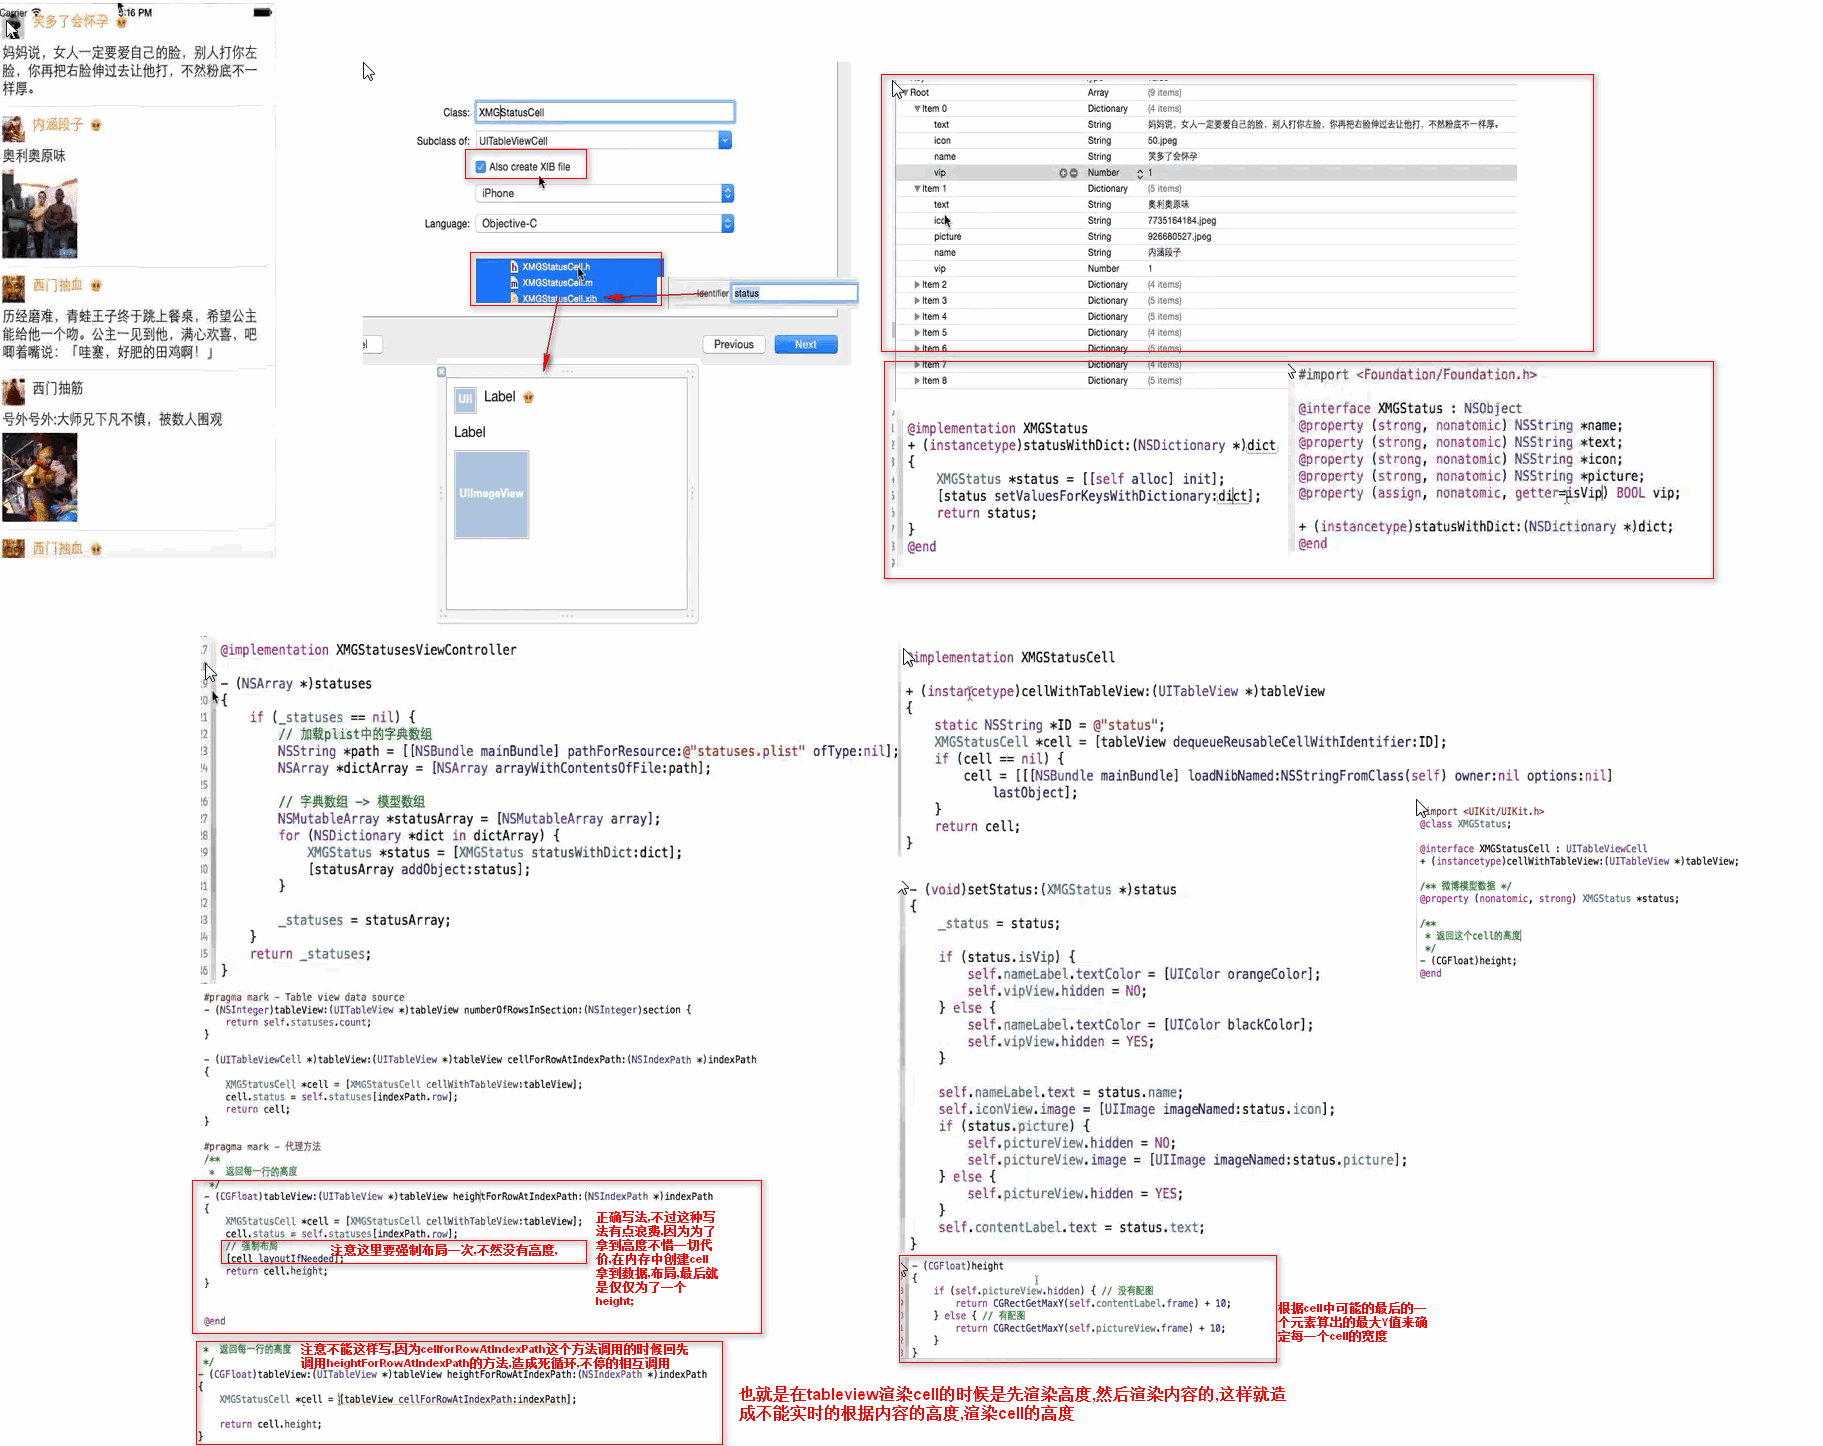 Carrier 5:16 PM
笑多了会怀孕
妈妈说，女人一定要爱自己的脸，别人打你左
脸，你再把右脸伸过去让他打，不然粉底不一
样厚。
内涵段子
奥利奥原味
西门抽血
历经磨难，青蛙王子终于跳上餐桌，希望公主
能给他一个吻。公主一见到他，满心欢喜，吧
唧着嘴说：「哇塞，好肥的田鸡啊！」
西门抽筋
号外号外:大师兄下凡不慎，被数人围观
西门抽血
Class: XMGStatusCell
Subclass of: UITableViewCell
Also create XIB file
iPhone
Language: Objective-C
XMGStatusCell.h
XMGStatusCell.m
XMGStatusCell.xib
Identifier status
Previous Next
UII Label
Label
UIImageView
Root Array (9 items)
Item 0 Dictionary (4 items)
text String 妈妈说，女人一定要爱自己的脸，别人打你左脸，你再把右脸伸过去让他打，不然粉底不一样厚。
icon String 50.jpeg
name String 笑多了会怀孕
vip Number 1
Item 1 Dictionary (5 items)
text String 奥利奥原味
icon String 7735164184.jpeg
picture String 926680527.jpeg
name String 内涵段子
vip Number 1
Item 2 Dictionary (4 items)
Item 3 Dictionary (5 items)
Item 4 Dictionary (5 items)
Item 5 Dictionary (4 items)
Item 6 Dictionary (5 items)
Item 7 Dictionary (4 items)
Item 8 Dictionary (5 items)
@implementation XMGStatus
+ (instancetype)statusWithDict:(NSDictionary *)dict
{
XMGStatus *status = [[self alloc] init];
[status setValuesForKeysWithDictionary:dict];
return status;
}
@end
#import <Foundation/Foundation.h>
@interface XMGStatus : NSObject
@property (strong, nonatomic) NSString *name;
@property (strong, nonatomic) NSString *text;
@property (strong, nonatomic) NSString *icon;
@property (strong, nonatomic) NSString *picture;
@property (assign, nonatomic, getter=isVip) BOOL vip;
+ (instancetype)statusWithDict:(NSDictionary *)dict;
@end
@implementation XMGStatusesViewController
- (NSArray *)statuses
{
if (_statuses == nil) {
// 加载plist中的字典数组
NSString *path = [[NSBundle mainBundle] pathForResource:@"statuses.plist" ofType:nil];
NSArray *dictArray = [NSArray arrayWithContentsOfFile:path];
// 字典数组 -> 模型数组
NSMutableArray *statusArray = [NSMutableArray array];
for (NSDictionary *dict in dictArray) {
XMGStatus *status = [XMGStatus statusWithDict:dict];
[statusArray addObject:status];
}
_statuses = statusArray;
}
return _statuses;
}
#pragma mark - Table view data source
- (NSInteger)tableView:(UITableView *)tableView numberOfRowsInSection:(NSInteger)section {
return self.statuses.count;
}
- (UITableViewCell *)tableView:(UITableView *)tableView cellForRowAtIndexPath:(NSIndexPath *)indexPath
{
XMGStatusCell *cell = [XMGStatusCell cellWithTableView:tableView];
cell.status = self.statuses[indexPath.row];
return cell;
}
#pragma mark - 代理方法
/**
* 返回每一行的高度
*/
- (CGFloat)tableView:(UITableView *)tableView heightForRowAtIndexPath:(NSIndexPath *)indexPath
{
XMGStatusCell *cell = [XMGStatusCell cellWithTableView:tableView];
cell.status = self.statuses[indexPath.row];
// 强制布局
[cell layoutIfNeeded];
return cell.height;
}
@end
注意这里要强制布局一次,不然没有高度,
正确写法,不过这种写
法有点浪费,因为为了
拿到高度不惜一切代
价,在内存中创建cell
拿到数据,布局,最后就
是仅仅为了一个
height;
* 返回每一行的高度
*/
注意不能这样写,因为cellforRowAtIndexPath这个方法调用的时候回先
调用heightForRowAtIndexPath的方法,造成死循环,不停的相互调用
- (CGFloat)tableView:(UITableView *)tableView heightForRowAtIndexPath:(NSIndexPath *)indexPath
{
XMGStatusCell *cell = [tableView cellForRowAtIndexPath:indexPath];
return cell.height;
}
@implementation XMGStatusCell
+ (instancetype)cellWithTableView:(UITableView *)tableView
{
static NSString *ID = @"status";
XMGStatusCell *cell = [tableView dequeueReusableCellWithIdentifier:ID];
if (cell == nil) {
cell = [[[NSBundle mainBundle] loadNibNamed:NSStringFromClass(self) owner:nil options:nil]
lastObject];
}
return cell;
}
- (void)setStatus:(XMGStatus *)status
{
_status = status;
if (status.isVip) {
self.nameLabel.textColor = [UIColor orangeColor];
self.vipView.hidden = NO;
} else {
self.nameLabel.textColor = [UIColor blackColor];
self.vipView.hidden = YES;
}
self.nameLabel.text = status.name;
self.iconView.image = [UIImage imageNamed:status.icon];
if (status.picture) {
self.pictureView.hidden = NO;
self.pictureView.image = [UIImage imageNamed:status.picture];
} else {
self.pictureView.hidden = YES;
}
self.contentLabel.text = status.text;
}
- (CGFloat)height
{
if (self.pictureView.hidden) { // 没有配图
return CGRectGetMaxY(self.contentLabel.frame) + 10;
} else { // 有配图
return CGRectGetMaxY(self.pictureView.frame) + 10;
}
}
根据cell中可能的最后的一
个元素算出的最大Y值来确
定每一个cell的宽度
#import <UIKit/UIKit.h>
@class XMGStatus;
@interface XMGStatusCell : UITableViewCell
+ (instancetype)cellWithTableView:(UITableView *)tableView;
/** 微博模型数据 */
@property (nonatomic, strong) XMGStatus *status;
/**
* 返回这个cell的高度
*/
- (CGFloat)height;
@end
也就是在tableview渲染cell的时候是先渲染高度,然后渲染内容的,这样就造
成不能实时的根据内容的高度,渲染cell的高度